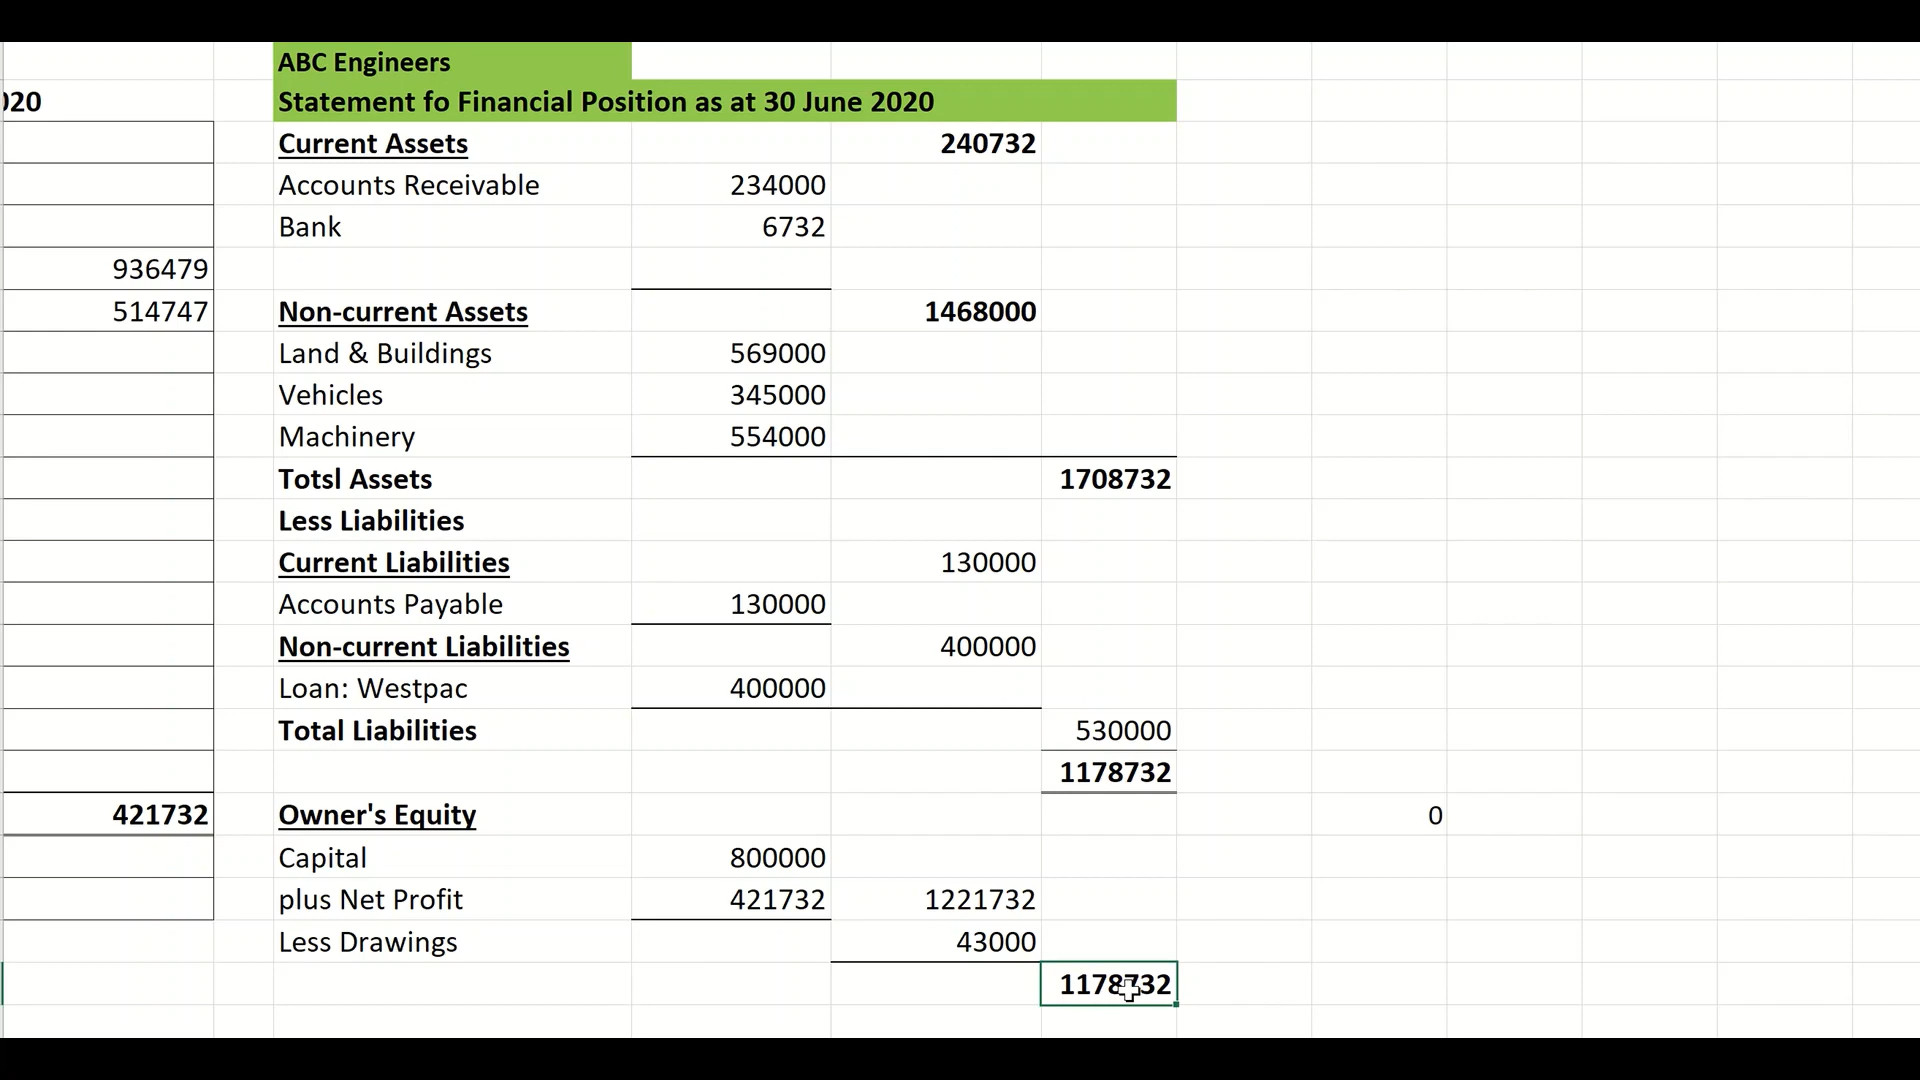 ABC Engineers
020 Statement fo Financial Position as at 30 June 2020
Current Assets 240732
Accounts Receivable 234000
Bank 6732
936479
514747 Non-current Assets 1468000
Land & Buildings 569000
Vehicles 345000
Machinery 554000
Totsl Assets 1708732
Less Liabilities
Current Liabilities 130000
Accounts Payable 130000
Non-current Liabilities 400000
Loan: Westpac 400000
Total Liabilities 530000
1178732
421732 Owner's Equity 0
Capital 800000
plus Net Profit 421732 1221732
Less Drawings 43000
1178732